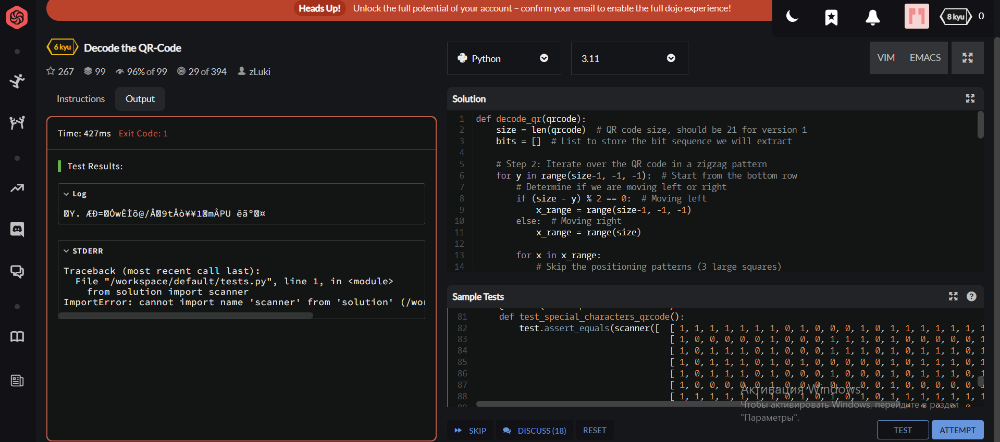 Heads Up! Unlock the full potential of your account – confirm your email to enable the full dojo experience!
8 kyu 0
6 kyu Decode the QR-Code
267 99 96% of 99 29 of 394 zLuki
Python 3.11 VIM EMACS
Instructions Output
Time: 427ms Exit Code: 1
Test Results:
Log
STDERR
Traceback (most recent call last):
File "/workspace/default/tests.py", line 1, in <module>
from solution import scanner
ImportError: cannot import name 'scanner' from 'solution' (/wo
Solution
1 def decode_qr(qrcode):
2 size = len(qrcode) # QR code size, should be 21 for version 1
3 bits = [] # List to store the bit sequence we will extract
4
5 # Step 2: Iterate over the QR code in a zigzag pattern
6 for y in range(size-1, -1, -1): # Start from the bottom row
7 # Determine if we are moving left or right
8 if (size - y) % 2 == 0: # Moving left
9 x_range = range(size-1, -1, -1)
10 else: # Moving right
11 x_range = range(size)
12
13 for x in x_range:
14 # Skip the positioning patterns (3 large squares)
Sample Tests
81 def test_special_characters_qrcode():
82 test.assert_equals(scanner([ [ 1, 1, 1, 1, 1, 1, 1, 0, 1, 0, 0, 0, 1, 0, 1, 1, 1, 1, 1, 1, 1
83 [ 1, 0, 0, 0, 0, 0, 1, 0, 0, 0, 1, 1, 1, 0, 1, 0, 0, 0, 0, 0, 1
84 [ 1, 0, 1, 1, 1, 0, 1, 0, 0, 0, 1, 1, 1, 0, 1, 0, 1, 1, 1, 0, 1
85 [ 1, 0, 1, 1, 1, 0, 1, 0, 1, 0, 0, 0, 0, 0, 1, 0, 1, 1, 1, 0, 1
86 [ 1, 0, 1, 1, 1, 0, 1, 0, 0, 0, 1, 0, 0, 0, 1, 0, 1, 1, 1, 0, 1
87 [ 1, 0, 0, 0, 0, 0, 1, 0, 0, 0, 0, 0, 0, 0, 1, 0, 0, 0, 0, 0, 1
88 [ 1, 1, 1, 1, 1, 1, 1, 0, 1, 0, 1, 0, 1, 0, 1, 1, 1, 1, 1, 1, 1
Активация Windows
Чтобы активировать Windows, перейдите в раздел
"Параметры".
SKIP DISCUSS (18) RESET TEST ATTEMPT